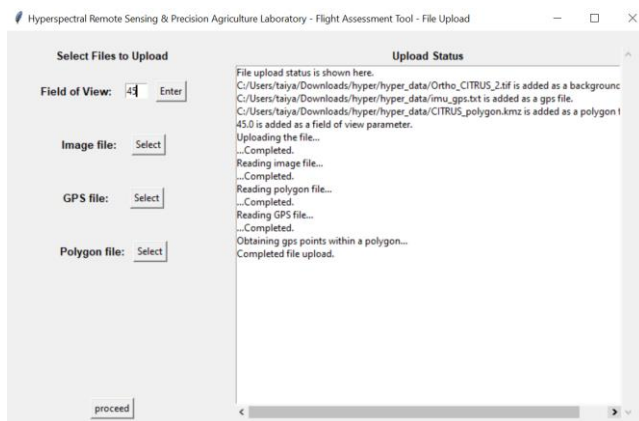 Hyperspectral Remote Sensing & Precision Agriculture Laboratory - Flight Assessment Tool - File Upload
Select Files to Upload
Field of View: 45 Enter
Image file: Select
GPS file: Select
Polygon file: Select
proceed
Upload Status
File upload status is shown here.
C:/Users/taiya/Downloads/hyper/hyper_data/Ortho_CITRUS_2.tif is added as a background
C:/Users/taiya/Downloads/hyper/hyper_data/imu_gps.txt is added as a gps file.
C:/Users/taiya/Downloads/hyper/hyper_data/CITRUS_polygon.kmz is added as a polygon f
45.0 is added as a field of view parameter.
Uploading the file...
...Completed.
Reading image file...
...Completed.
Reading polygon file...
...Completed.
Reading GPS file...
...Completed.
Obtaining gps points within a polygon...
Completed file upload.